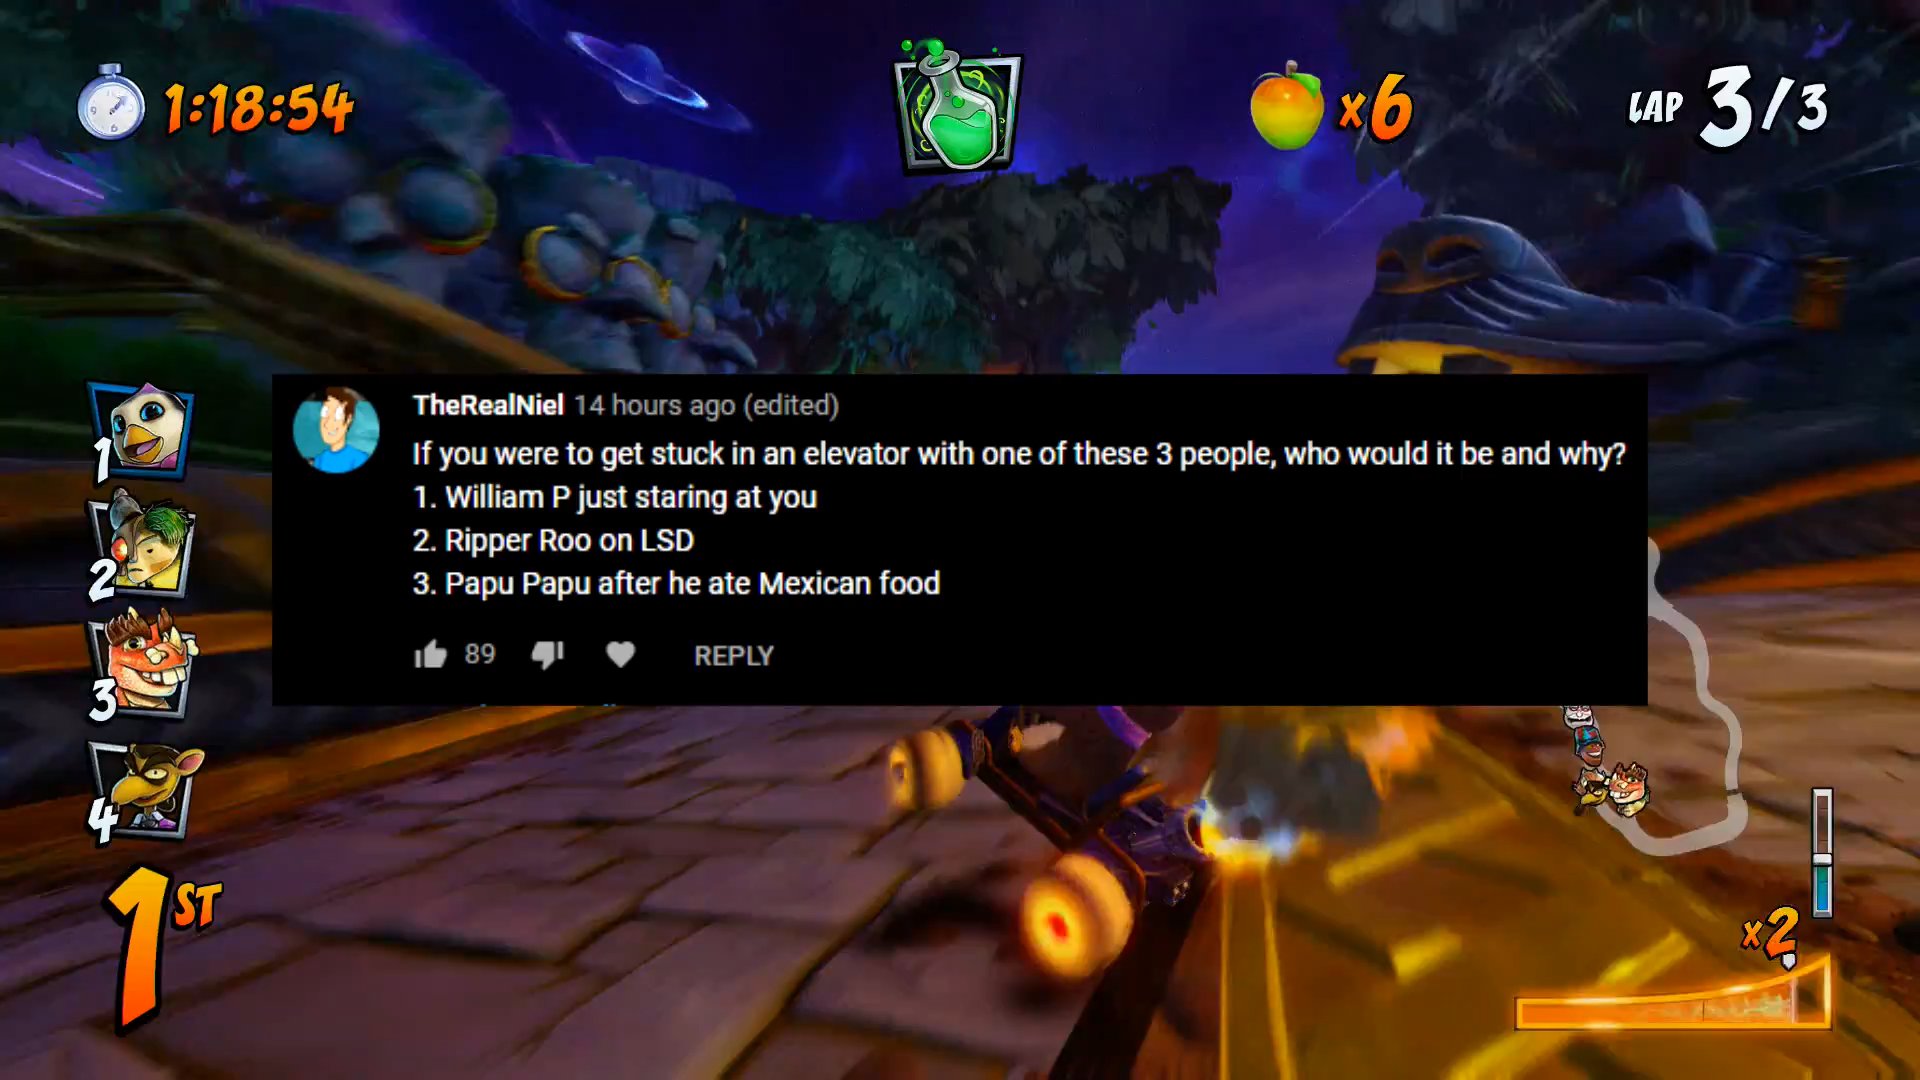 1:18:54
x6
LAP 3/3
TheRealNiel 14 hours ago (edited)
If you were to get stuck in an elevator with one of these 3 people, who would it be and why?
1. William P just staring at you
2. Ripper Roo on LSD
3. Papu Papu after he ate Mexican food
89
REPLY
1
2
3
4
1ST
x2